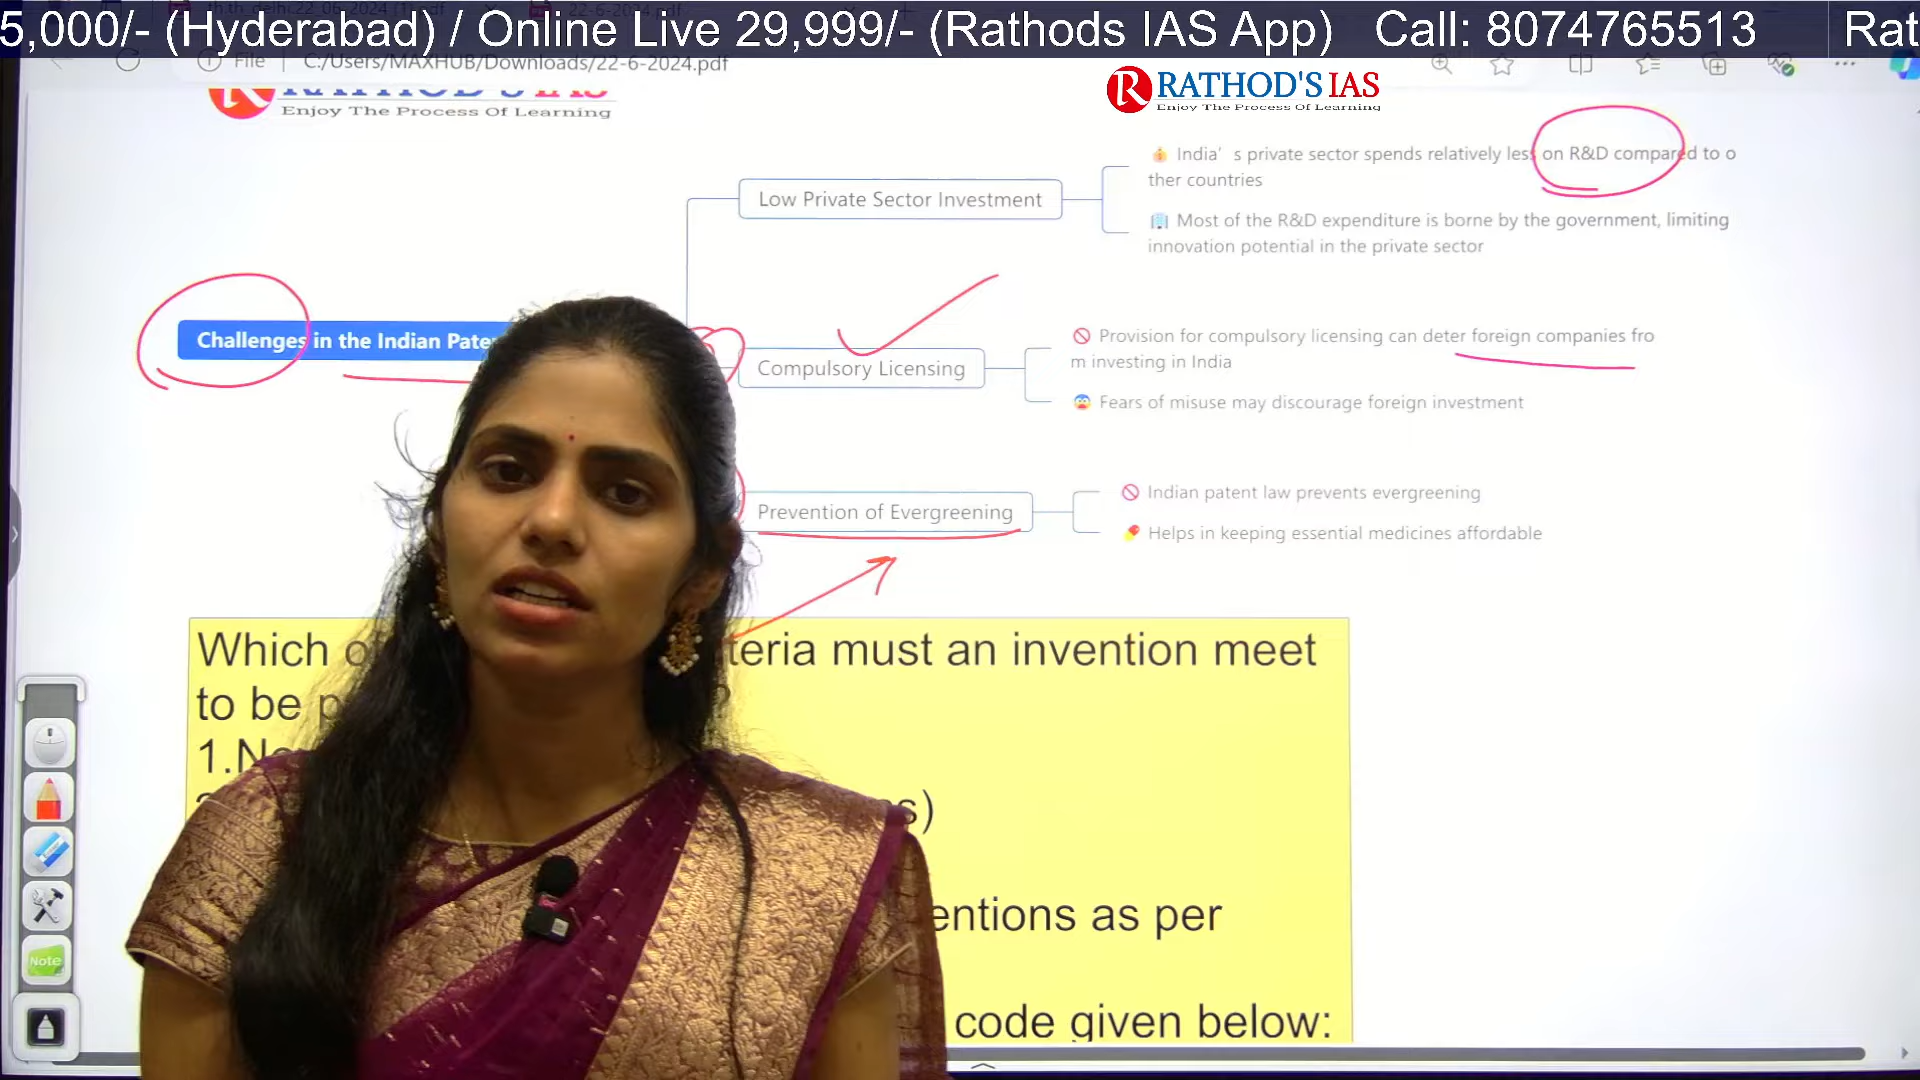 5,000/- (Hyderabad) / Online Live 29,999/- (Rathods IAS App) Call: 8074765513 Rat
File C:/Users/MAXHUB/Downloads/22-6-2024.pdf
RATHOD'S IAS
Enjoy The Process Of Learning
RATHOD'S IAS
Enjoy The Process Of Learning
India's private sector spends relatively less on R&D compared to o
ther countries
Low Private Sector Investment
Most of the R&D expenditure is borne by the government, limiting
innovation potential in the private sector
Challenges in the Indian Pate
Compulsory Licensing
Provision for compulsory licensing can deter foreign companies fro
m investing in India
Fears of misuse may discourage foreign investment
Prevention of Evergreening
Indian patent law prevents evergreening
Helps in keeping essential medicines affordable
Which teria must an invention meet
to be
1.
s)
entions as per
code given below:
Note